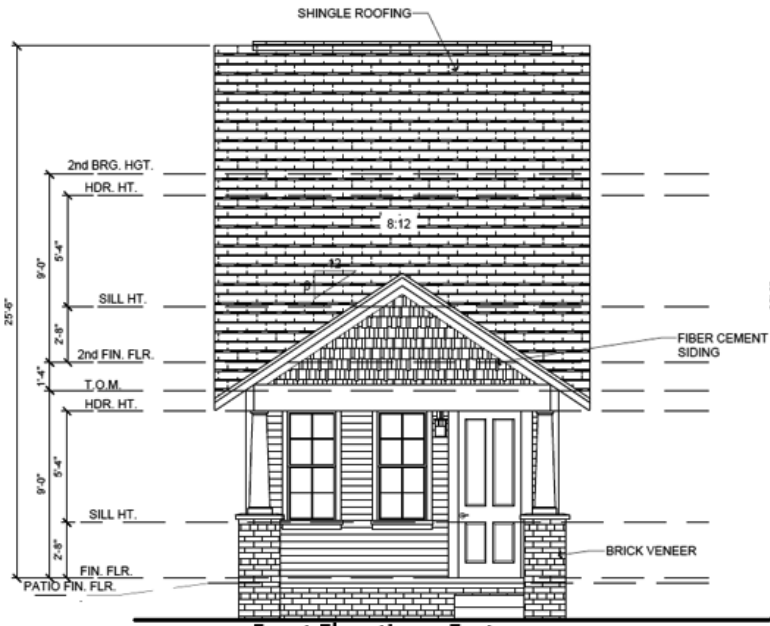 SHINGLE ROOFING
2nd BRG. HGT.
HDR. HT.
8:12
12
8
9'-0"
5'-4"
25'-6"
SILL HT.
2'-8"
2nd FIN. FLR.
FIBER CEMENT
SIDING
1'-4"
T.O.M.
HDR. HT.
9'-0"
5'-4"
SILL HT.
2'-8"
BRICK VENEER
FIN. FLR.
PATIO FIN. FLR.